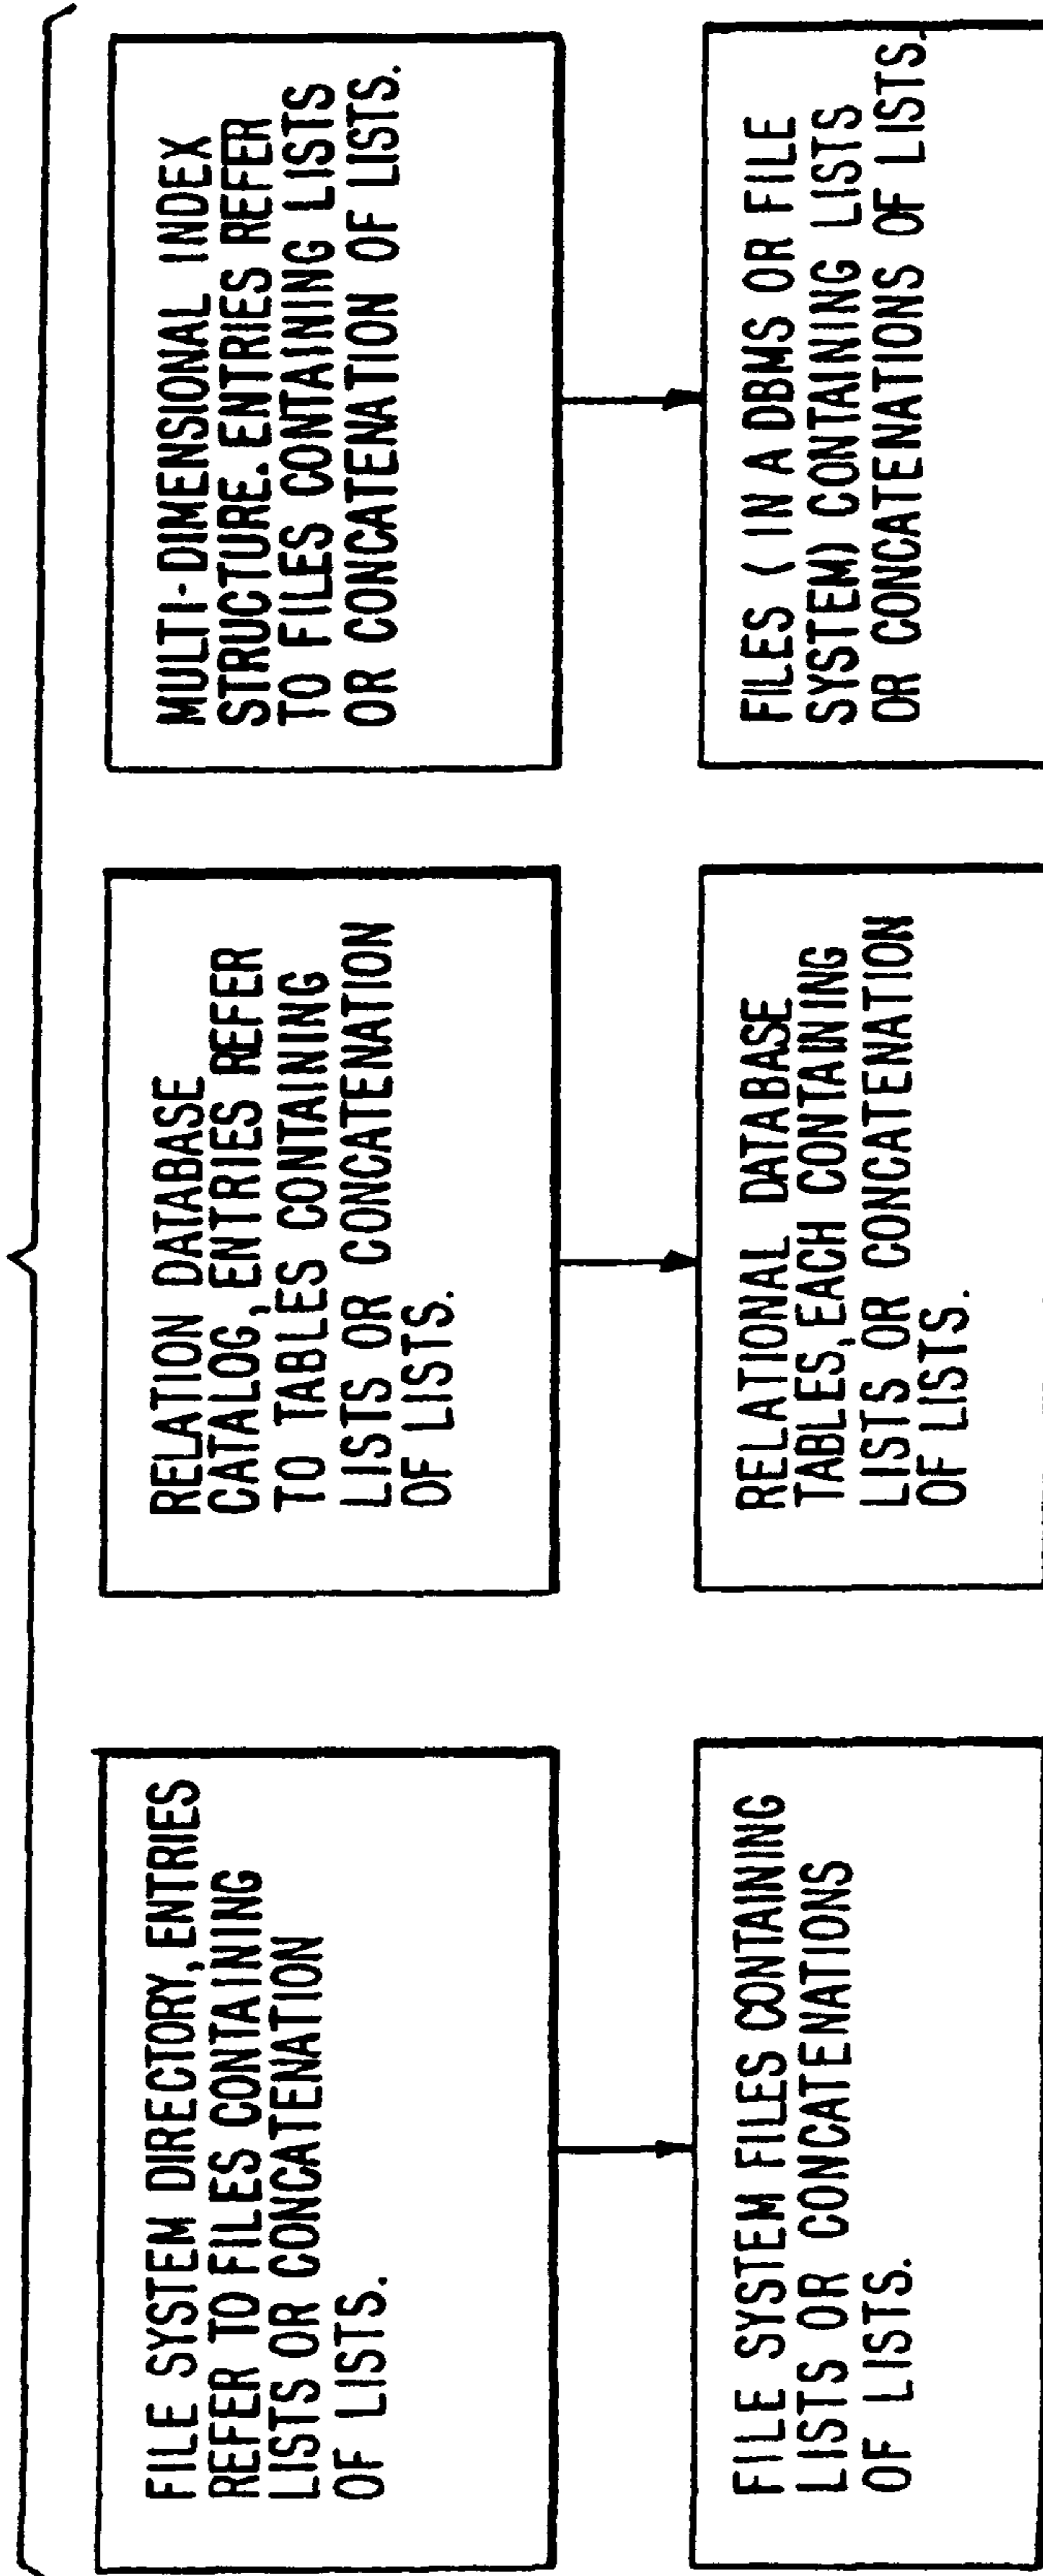 FILE SYSTEM DIRECTORY, ENTRIES
REFER TO FILES CONTAINING
LISTS OR CONCATENATION
OF LISTS.
RELATION DATABASE
CATALOG, ENTRIES REFER
TO TABLES CONTAINING
LISTS OR CONCATENATION
OF LISTS.
MULTI-DIMENSIONAL INDEX
STRUCTURE. ENTRIES REFER
TO FILES CONTAINING LISTS
OR CONCATENATION OF LISTS.
FILE SYSTEM FILES CONTAINING
LISTS OR CONCATENATIONS
OF LISTS.
RELATIONAL DATABASE
TABLES, EACH CONTAINING
LISTS OR CONCATENATION
OF LISTS.
FILES ( IN A DBMS OR FILE
SYSTEM) CONTAINING LISTS
OR CONCATENATIONS OF LISTS.